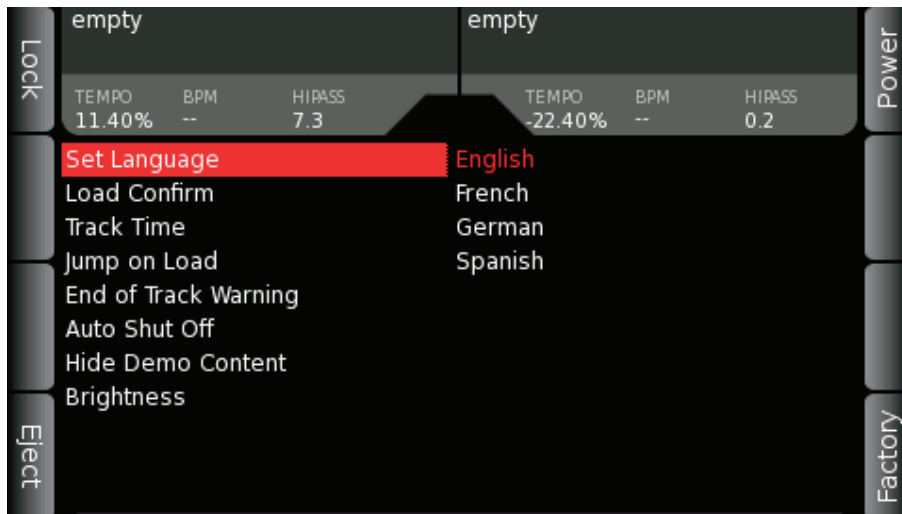 Lock
empty
empty
Power
TEMPO BPM HIPASS
11.40% -- 7.3
TEMPO BPM HIPASS
-22.40% -- 0.2
Set Language
English
Load Confirm
French
Track Time
German
Jump on Load
Spanish
End of Track Warning
Auto Shut Off
Hide Demo Content
Brightness
Eject
Factory